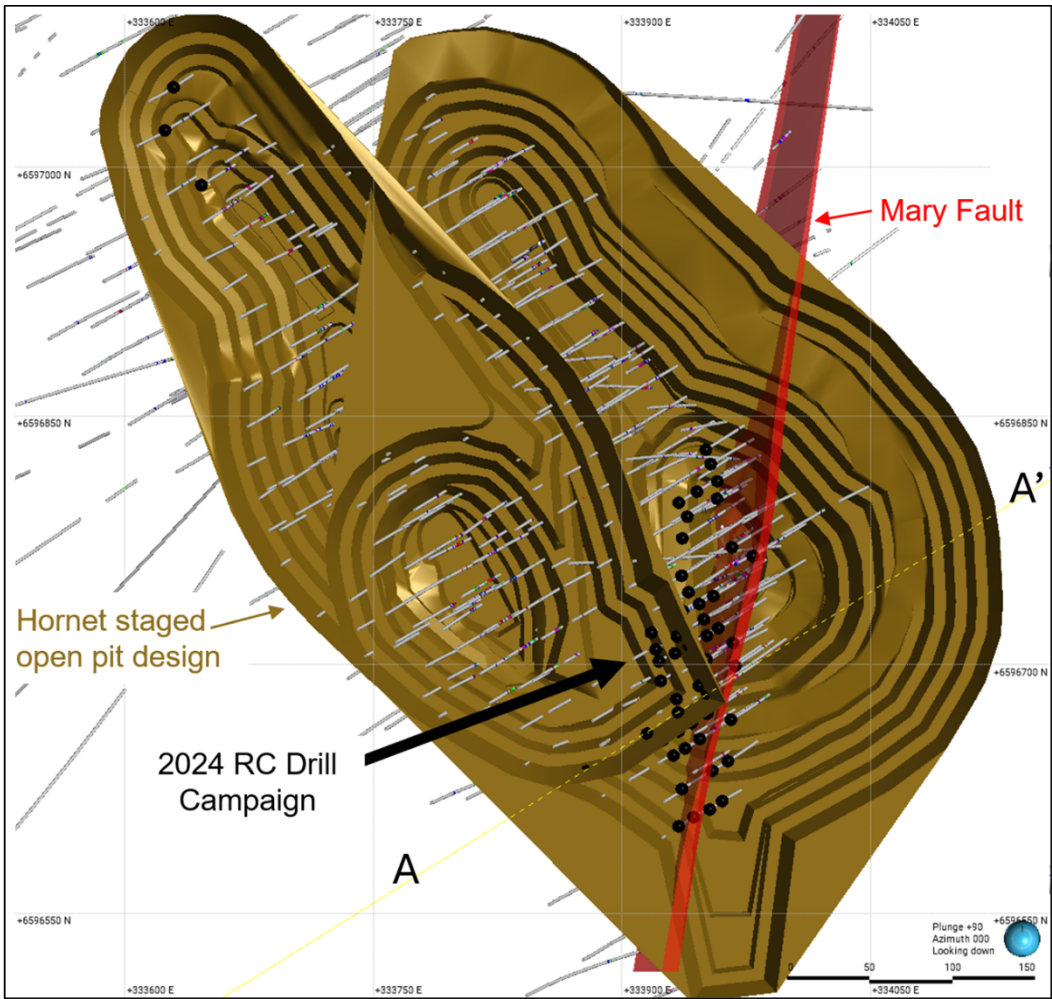 +333600 E
+333750 E
+333900 E
+334050 E
+6597000 N
+6597000 N
Mary Fault
+6596850 N
+6596850 N
A'
Hornet staged
open pit design
+6596700 N
2024 RC Drill
Campaign
A
+6596550 N
+6596550 N
Plunge +90
Azimuth 000
Looking down
0
50
100
150
+333600 E
+333750 E
+333900 E
+334050 E